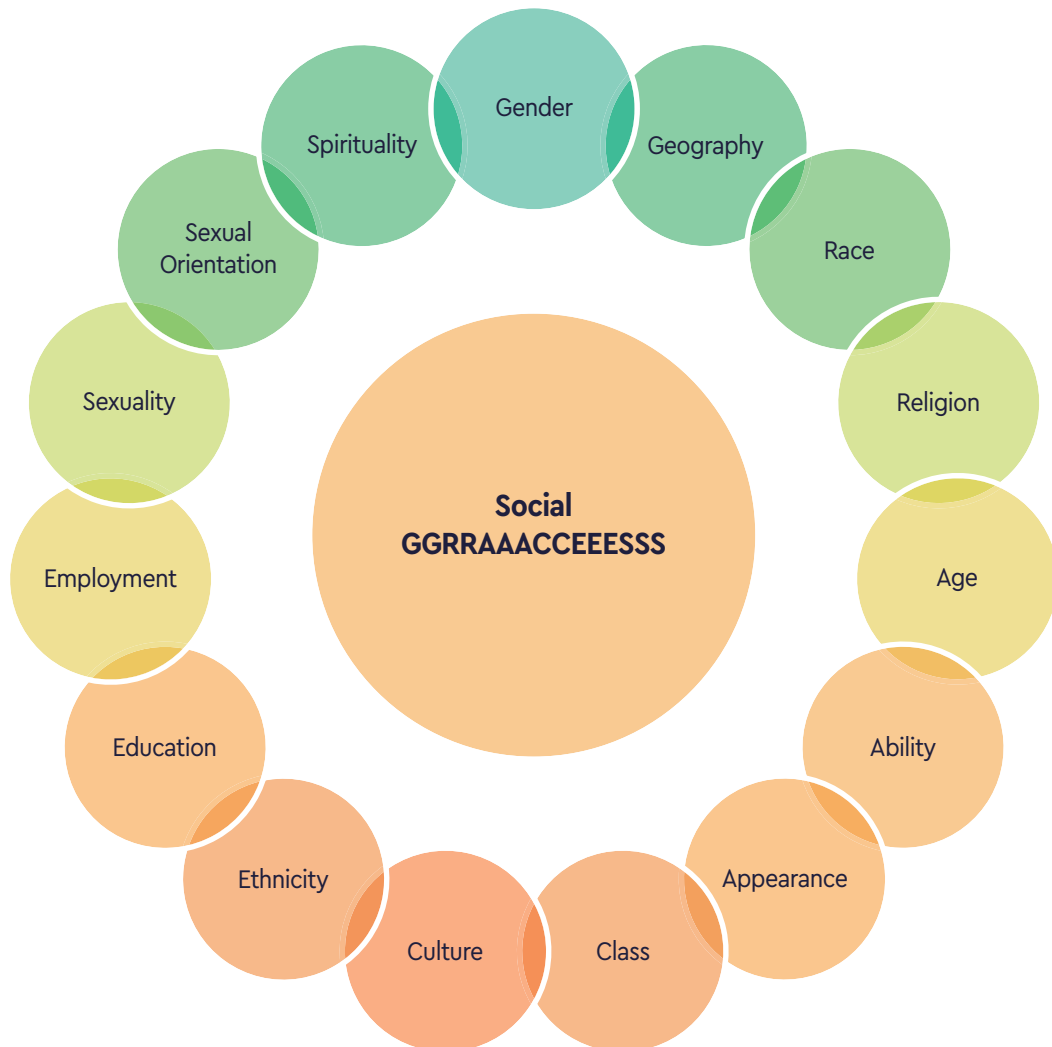 Social
GGRRAAACCEEESSS
Gender
Geography
Race
Religion
Age
Ability
Appearance
Class
Culture
Ethnicity
Education
Employment
Sexuality
Sexual
Orientation
Spirituality